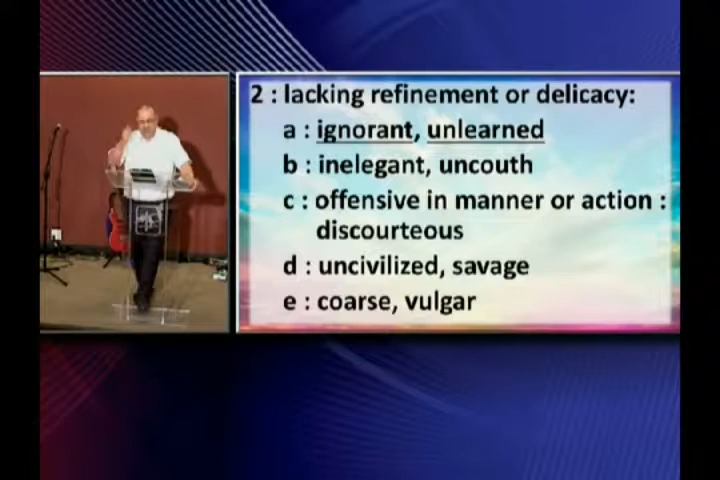 2 : lacking refinement or delicacy:
a : ignorant, unlearned
b : inelegant, uncouth
c : offensive in manner or action :
discourteous
d : uncivilized, savage
e : coarse, vulgar